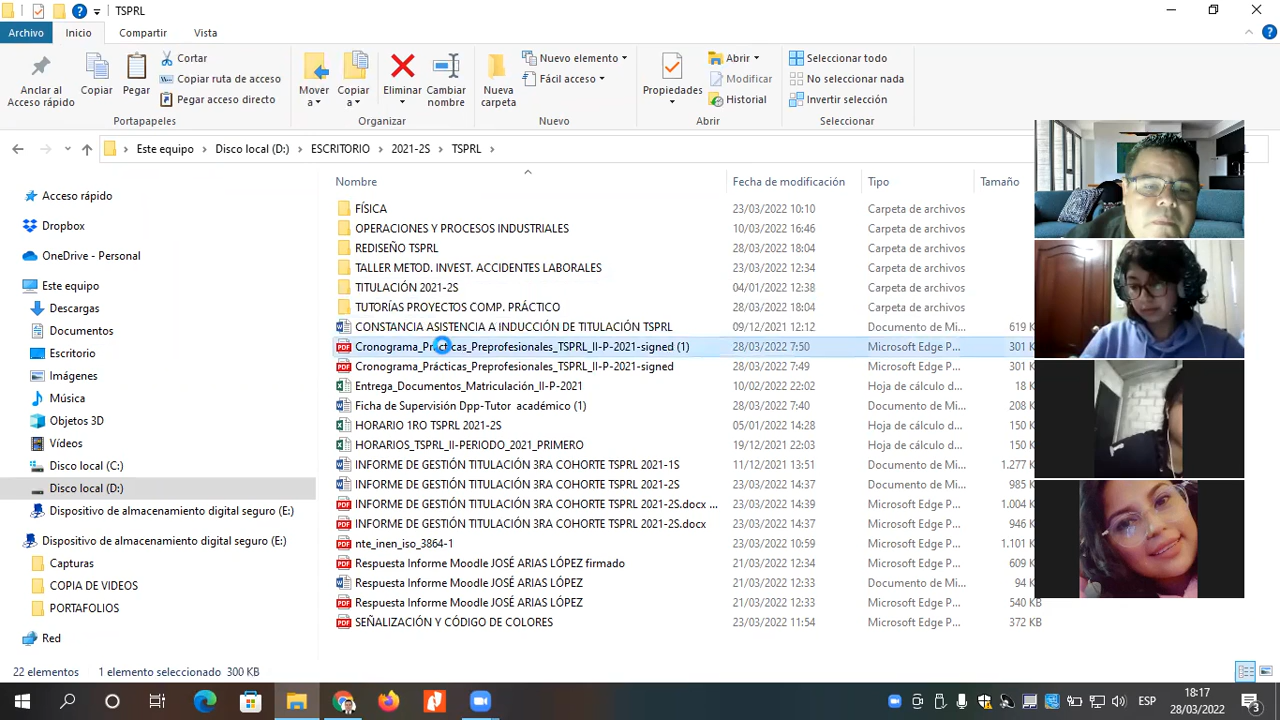 TSPRL
Archivo Inicio Compartir Vista
Anclar al Acceso rápido
Copiar
Pegar
Cortar
Copiar ruta de acceso
Pegar acceso directo
Mover a
Copiar a
Eliminar
Cambiar nombre
Nueva carpeta
Nuevo elemento
Fácil acceso
Propiedades
Abrir
Modificar
Historial
Seleccionar todo
No seleccionar nada
Invertir selección
Portapapeles Organizar Nuevo Abrir Seleccionar
Este equipo > Disco local (D:) > ESCRITORIO > 2021-2S > TSPRL >
Acceso rápido
Dropbox
OneDrive - Personal
Este equipo
Descargas
Documentos
Escritorio
Imágenes
Música
Objetos 3D
Vídeos
Disco local (C:)
Disco local (D:)
Dispositivo de almacenamiento digital seguro (E:)
Dispositivo de almacenamiento digital seguro (E:)
Capturas
COPIA DE VIDEOS
PORTAFOLIOS
Red
Nombre Fecha de modificación Tipo Tamaño
FÍSICA 23/03/2022 10:10 Carpeta de archivos
OPERACIONES Y PROCESOS INDUSTRIALES 10/03/2022 16:46 Carpeta de archivos
REDISEÑO TSPRL 28/03/2022 18:04 Carpeta de archivos
TALLER METOD. INVEST. ACCIDENTES LABORALES 23/03/2022 12:34 Carpeta de archivos
TITULACIÓN 2021-2S 04/01/2022 12:38 Carpeta de archivos
TUTORÍAS PROYECTOS COMP. PRÁCTICO 28/03/2022 18:04 Carpeta de archivos
CONSTANCIA ASISTENCIA A INDUCCIÓN DE TITULACIÓN TSPRL 09/12/2021 12:12 Documento de Mi... 619 K
Cronograma_Prácticas_Preprofesionales_TSPRL_II-P-2021-signed (1) 28/03/2022 7:50 Microsoft Edge P... 301 K
Cronograma_Prácticas_Preprofesionales_TSPRL_II-P-2021-signed 28/03/2022 7:49 Microsoft Edge P... 301 K
Entrega_Documentos_Matriculación_II-P-2021 10/02/2022 22:02 Hoja de cálculo d... 18 K
Ficha de Supervisión Dpp-Tutor académico (1) 28/03/2022 7:40 Documento de Mi... 208 K
HORARIO 1RO TSPRL 2021-2S 05/01/2022 14:28 Hoja de cálculo d... 150 K
HORARIOS_TSPRL_II-PERIODO_2021_PRIMERO 19/12/2021 22:03 Hoja de cálculo d... 150 K
INFORME DE GESTIÓN TITULACIÓN 3RA COHORTE TSPRL 2021-1S 11/12/2021 13:51 Documento de Mi... 1.277 K
INFORME DE GESTIÓN TITULACIÓN 3RA COHORTE TSPRL 2021-2S 23/03/2022 14:37 Documento de Mi... 985 K
INFORME DE GESTIÓN TITULACIÓN 3RA COHORTE TSPRL 2021-2S.docx ... 23/03/2022 14:39 Microsoft Edge P... 1.004 K
INFORME DE GESTIÓN TITULACIÓN 3RA COHORTE TSPRL 2021-2S.docx 23/03/2022 14:37 Microsoft Edge P... 946 K
nte_inen_iso_3864-1 23/03/2022 10:59 Microsoft Edge P... 1.101 K
Respuesta Informe Moodle JOSÉ ARIAS LÓPEZ firmado 21/03/2022 12:34 Microsoft Edge P... 609 K
Respuesta Informe Moodle JOSÉ ARIAS LÓPEZ 21/03/2022 12:33 Documento de Mi... 94 K
Respuesta Informe Moodle JOSÉ ARIAS LÓPEZ 21/03/2022 12:33 Microsoft Edge P... 540 KB
SEÑALIZACIÓN Y CÓDIGO DE COLORES 23/03/2022 11:54 Microsoft Edge P... 372 KB
22 elementos 1 elemento seleccionado 300 KB
ESP
18:17
28/03/2022
3